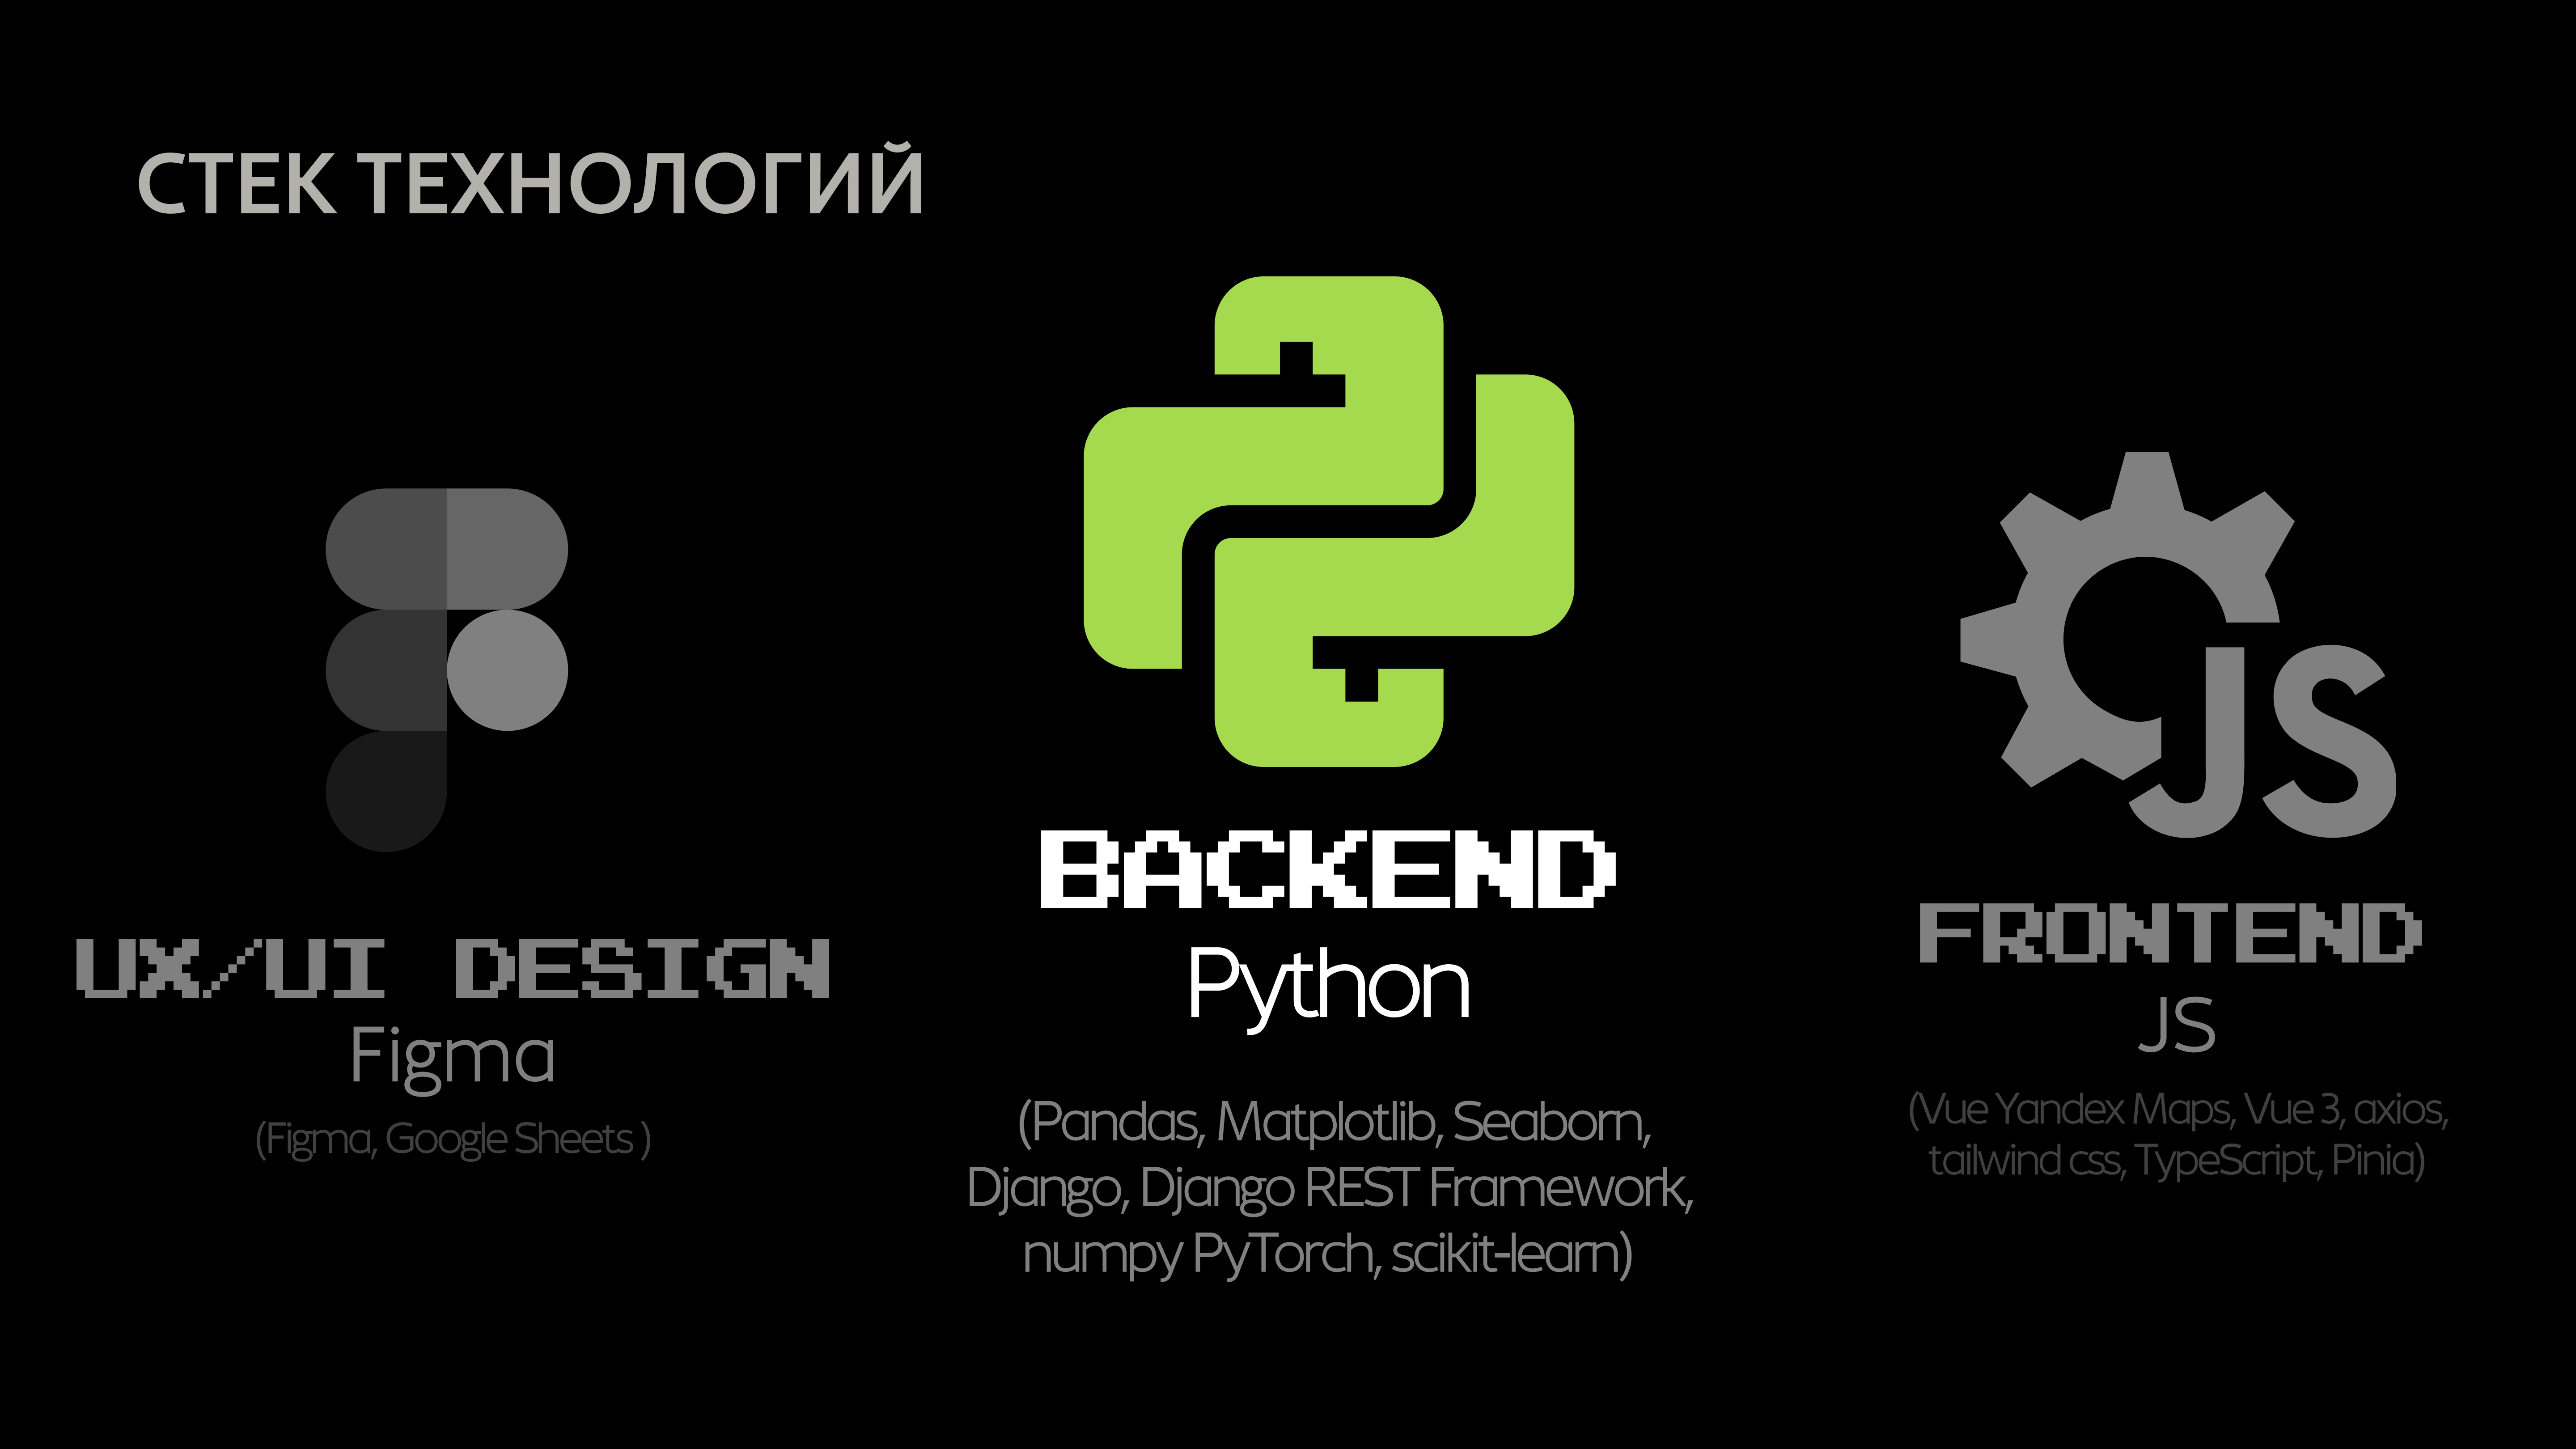 СТЕК ТЕХНОЛОГИЙ
UX/UI DESIGN
Figma
(Figma, Google Sheets )
BACKEND
Python
(Pandas, Matplotlib, Seaborn,
Django, Django REST Framework,
numpy PyTorch, scikit-learn)
JS
FRONTEND
JS
(Vue Yandex Maps, Vue 3, axios,
tailwind css, TypeScript, Pinia)